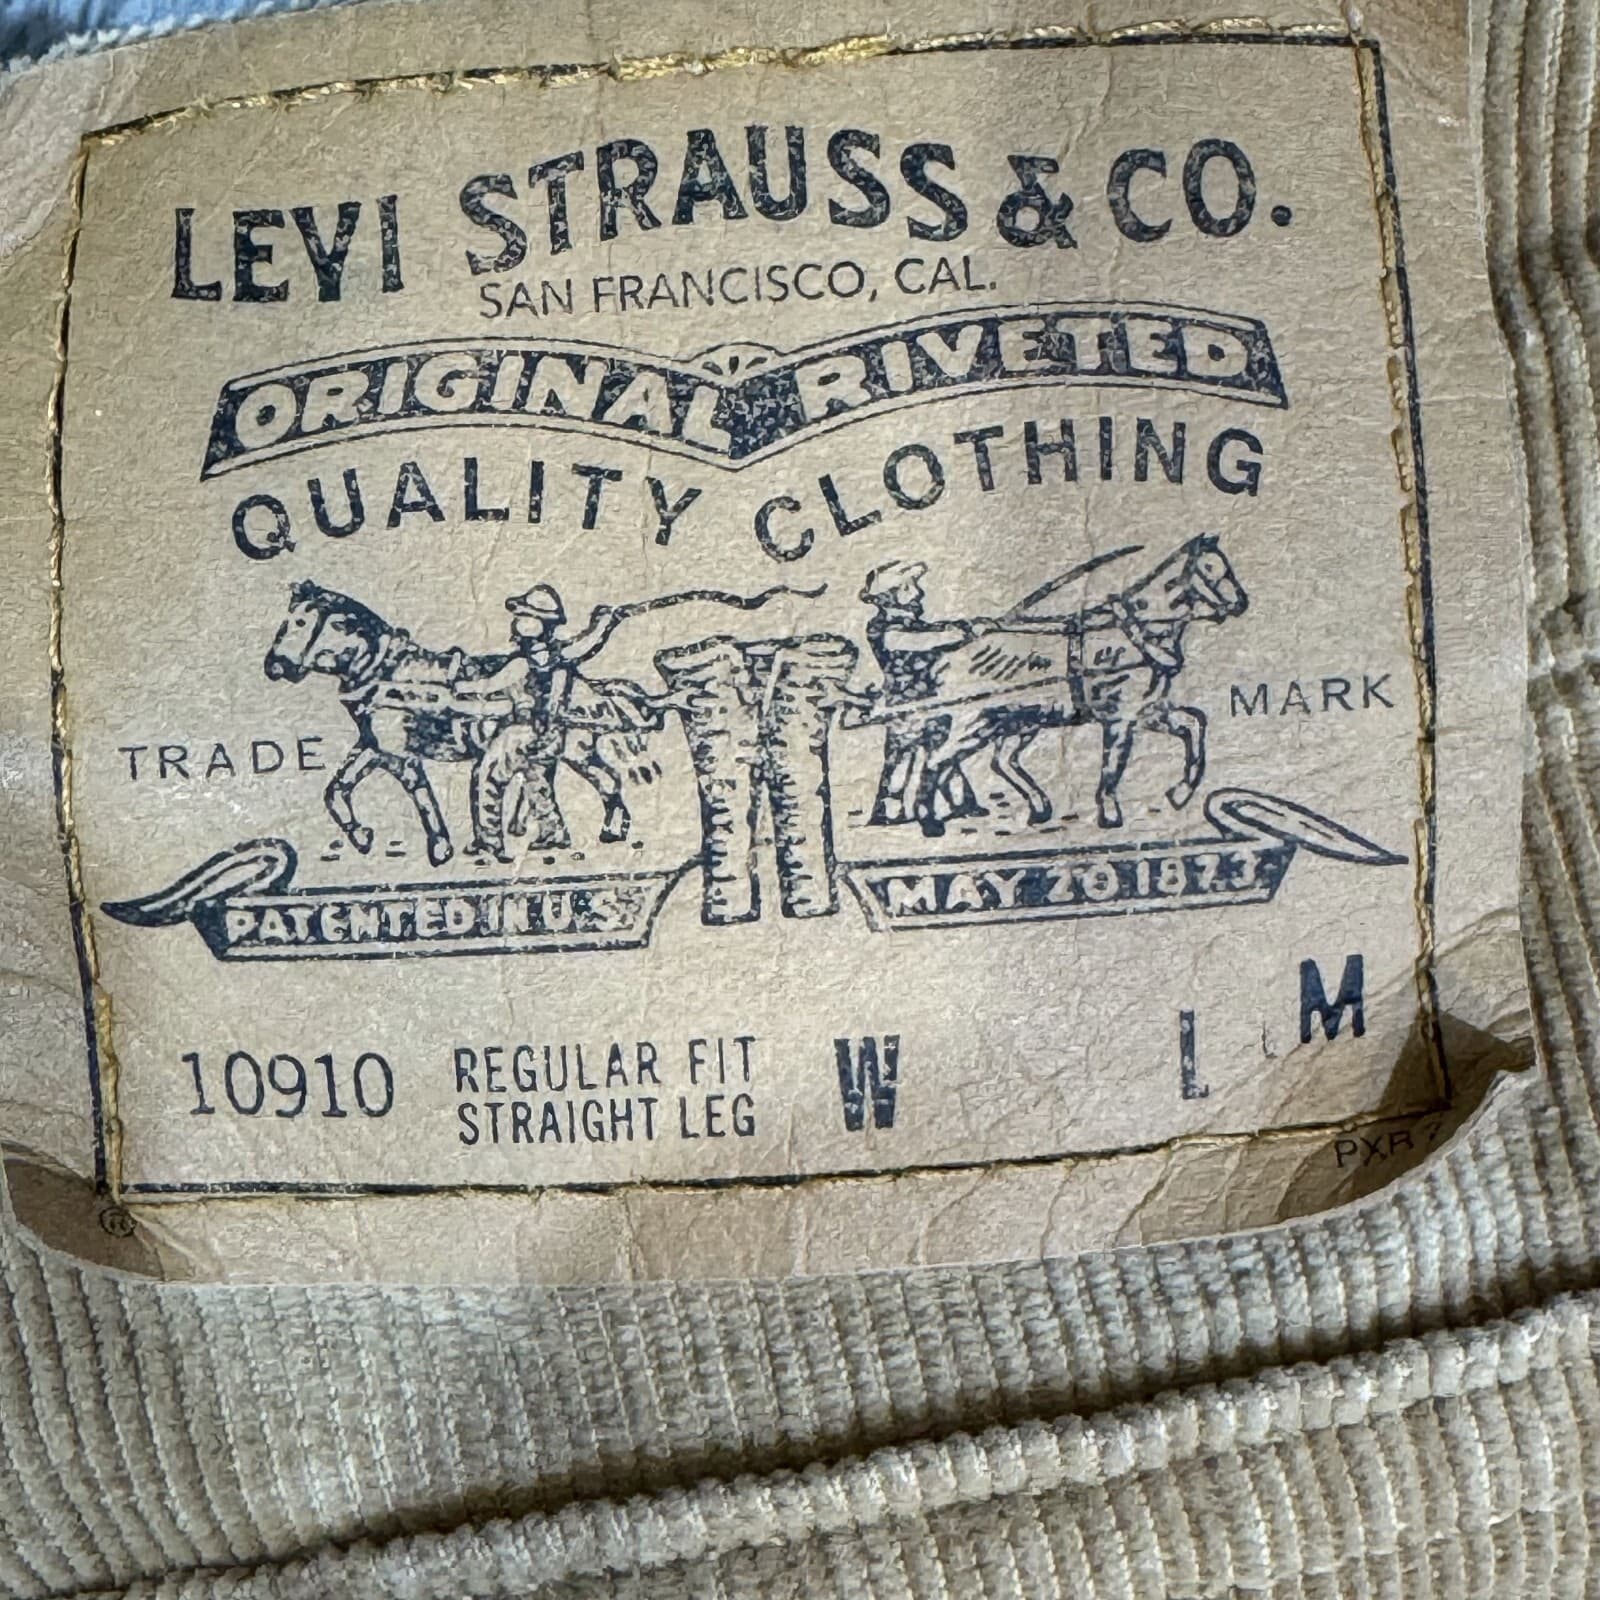 LEVI STRAUSS & CO.
SAN FRANCISCO, CAL.
ORIGINAL RIVETED
QUALITY CLOTHING
TRADE MARK
PATENTED IN U.S. MAY 20 1873
10910 REGULAR FIT W L M
STRAIGHT LEG
PXR